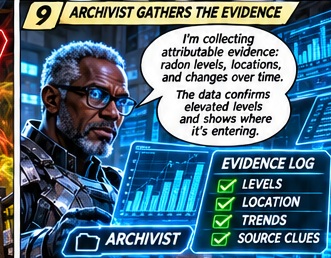 9 ARCHIVIST GATHERS THE EVIDENCE
I'm collecting
attributable evidence:
radon levels, locations,
and changes over time.
The data confirms
elevated levels
and shows where
it's entering.
EVIDENCE LOG
LEVELS
LOCATION
TRENDS
SOURCE CLUES
ARCHIVIST